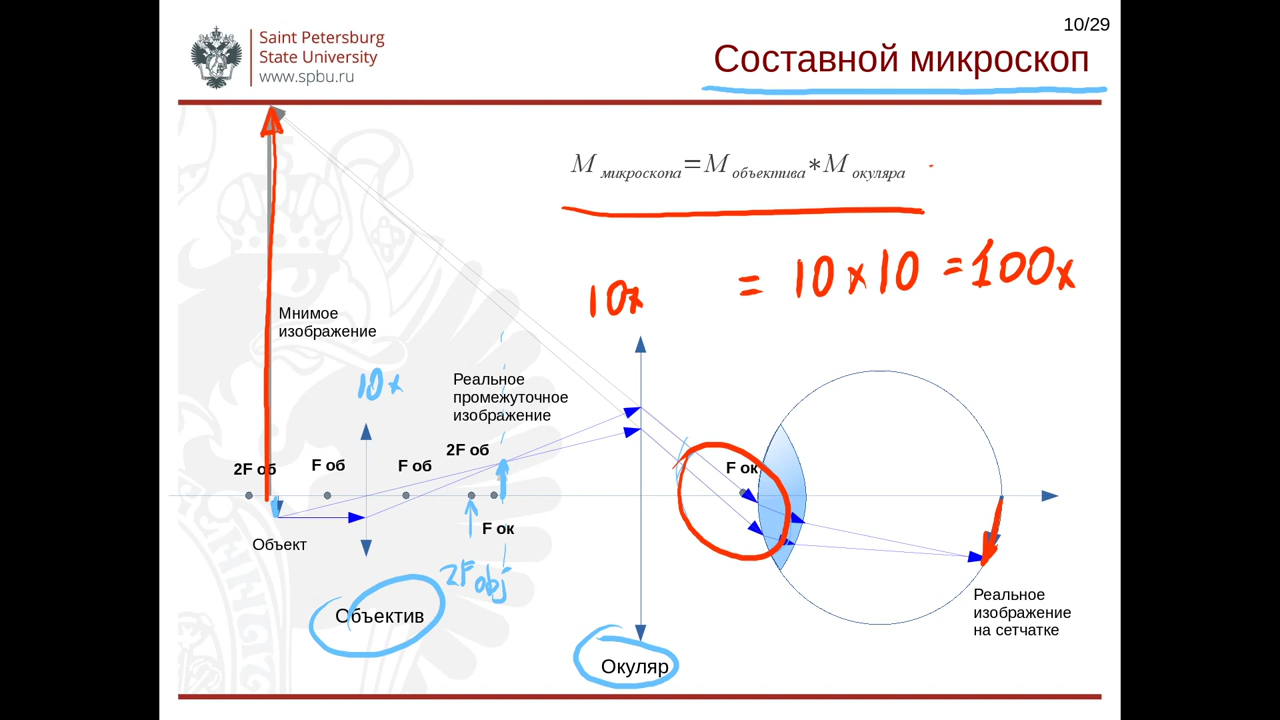 10/29
Saint Petersburg
State University
www.spbu.ru
Составной микроскоп
M микроскопа=M объектива*M окуляра
= 10 x 10 = 100x
10x
Мнимое
изображение
10x
Реальное
промежуточное
изображение
2F об
F об
F об
2F об
F ок
F ок
Объект
2F obj
Объектив
Окуляр
Реальное
изображение
на сетчатке